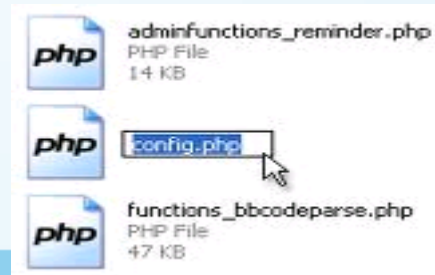 php
adminfunctions_reminder.php
PHP File
14 KB
php
config.php
php
functions_bbcodeparse.php
PHP File
47 KB